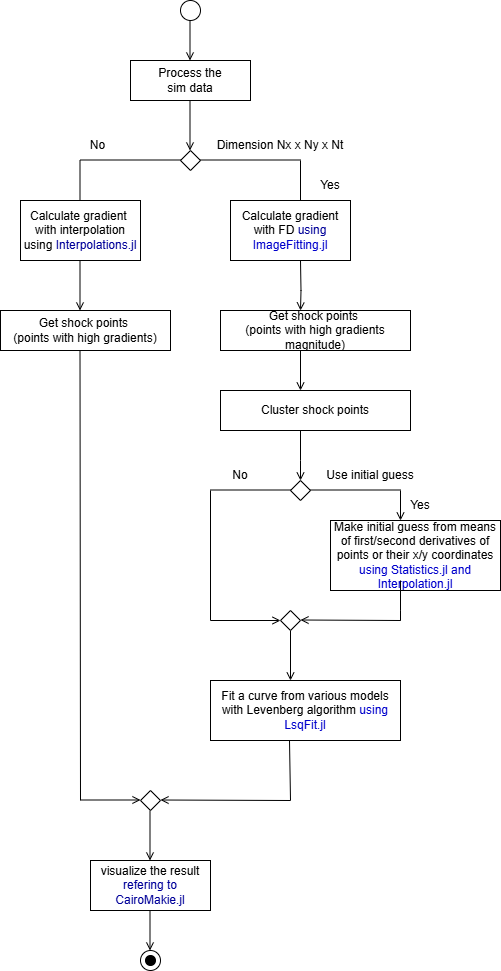 Process the
sim data
No
Dimension Nx x Ny x Nt
Yes
Calculate gradient
with interpolation
using Interpolations.jl
Calculate gradient
with FD using
ImageFitting.jl
Get shock points
(points with high gradients)
Get shock points
(points with high gradients
magnitude)
Cluster shock points
No
Use initial guess
Yes
Make initial guess from means
of first/second derivatives of
points or their x/y coordinates
using Statistics.jl and
Interpolation.jl
Fit a curve from various models
with Levenberg algorithm using
LsqFit.jl
visualize the result
refering to
CairoMakie.jl